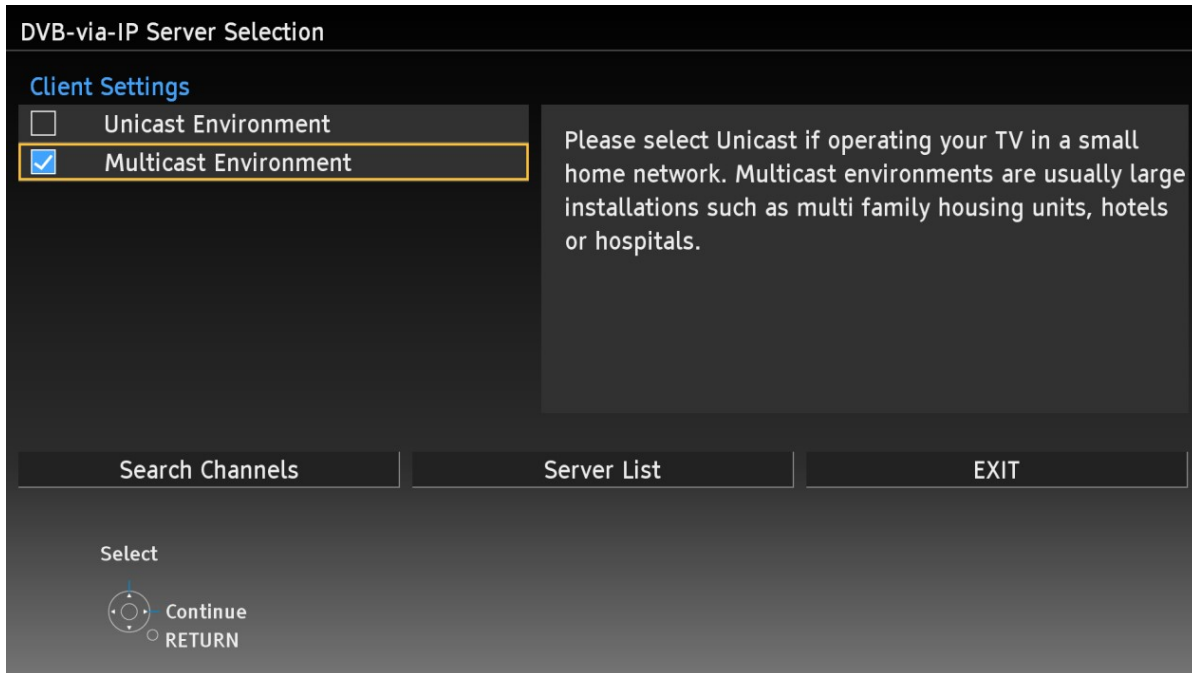 DVB-via-IP Server Selection
Client Settings
Unicast Environment
Multicast Environment
Please select Unicast if operating your TV in a small
home network. Multicast environments are usually large
installations such as multi family housing units, hotels
or hospitals.
Search Channels
Server List
EXIT
Select
Continue
RETURN